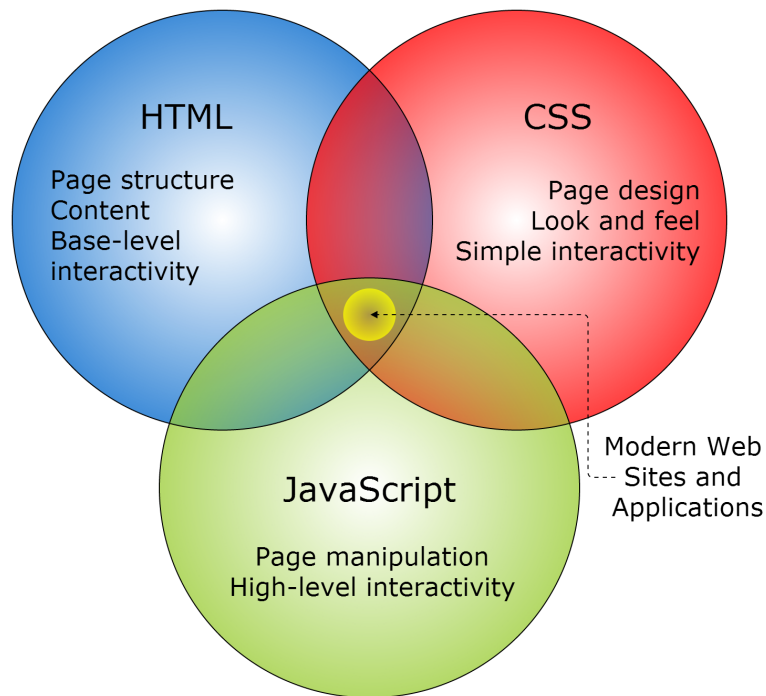 HTML
Page structure
Content
Base-level
interactivity
CSS
Page design
Look and feel
Simple interactivity
JavaScript
Page manipulation
High-level interactivity
Modern Web
Sites and
Applications